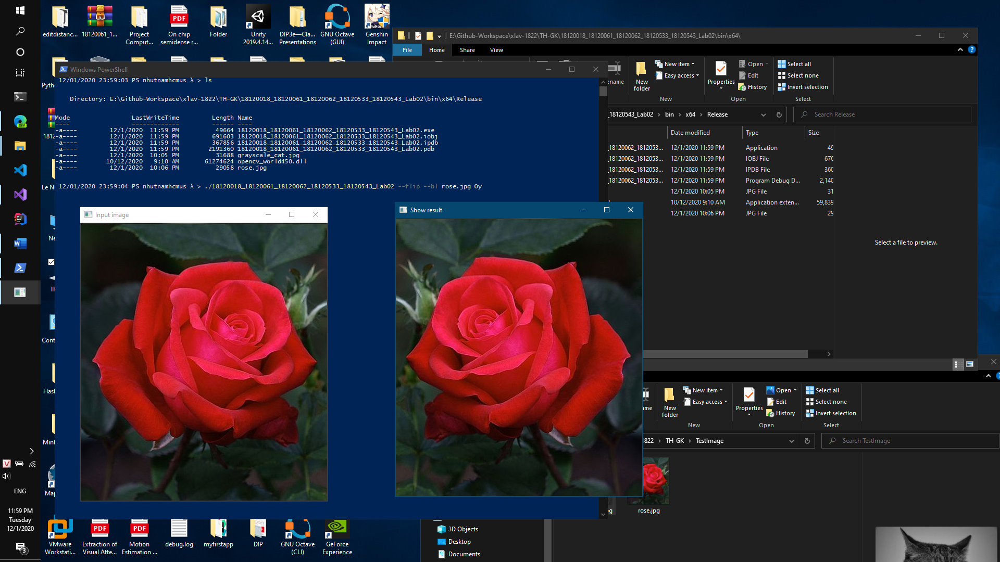 editdistanc...
18120061_1...
Project Comput...
On chip semidense r...
Folder
Unity 2019.4.14...
DIP3e—Cla... Presentations
GNU Octave (GUI)
Genshin Impact
Windows PowerShell
12/01/2020 23:59:03 PS nhutnamhcmus λ > ls
Directory: E:\Github-Workspace\xlav-1822\TH-GK\18120018_18120061_18120062_18120533_18120543_Lab02\bin\x64\Release
Mode LastWriteTime Length Name
---- ------------- ------ ----
-a---- 12/1/2020 11:59 PM 49664 18120018_18120061_18120062_18120533_18120543_Lab02.exe
-a---- 12/1/2020 11:59 PM 691603 18120018_18120061_18120062_18120533_18120543_Lab02.iobj
-a---- 12/1/2020 11:59 PM 367856 18120018_18120061_18120062_18120533_18120543_Lab02.ipdb
-a---- 12/1/2020 11:59 PM 2191360 18120018_18120061_18120062_18120533_18120543_Lab02.pdb
-a---- 12/1/2020 10:05 PM 31688 grayscale_cat.jpg
-a---- 10/12/2020 9:10 AM 61274624 opencv_world450.dll
-a---- 12/1/2020 10:06 PM 29058 rose.jpg
12/01/2020 23:59:04 PS nhutnamhcmus λ > ./18120018_18120061_18120062_18120533_18120543_Lab02 --flip --bl rose.jpg Oy
Input image
Show result
E:\Github-Workspace\xlav-1822\TH-GK\18120018_18120061_18120062_18120533_18120543_Lab02\bin\x64\
File Home Share View
ename
New folder
New item
Easy access
New
Properties
Open
Edit
History
Open
Select all
Select none
Invert selection
Select
_18120543_Lab02 > bin > x64 > Release
Search Release
Date modified Type Size
_18120062_1812053... 12/1/2020 11:59 PM Application 49
_18120062_1812053... 12/1/2020 11:59 PM IOBJ File 676
_18120062_1812053... 12/1/2020 11:59 PM IPDB File 360
_18120062_1812053... 12/1/2020 11:59 PM Program Debug D... 2,140
12/1/2020 10:05 PM JPG File 31
10/12/2020 9:10 AM Application exten... 59,839
12/1/2020 10:06 PM JPG File 29
Select a file to preview.
me
New folder
New item
Easy access
New
Properties
Open
Edit
History
Open
Select all
Select none
Invert selection
Select
822 > TH-GK > TestImage
Search TestImage
rose.jpg
3D Objects
Desktop
Documents
Pyth
1812
Le N
Ne
Th
Cont
Hask
MinE
Map
ENG
11:59 PM
Tuesday
12/1/2020
3
VMware Workstati...
Extraction of Visual Atte...
Motion Estimation ...
debug.log
myfirstapp
DIP
GNU Octave (CLI)
GeForce Experience